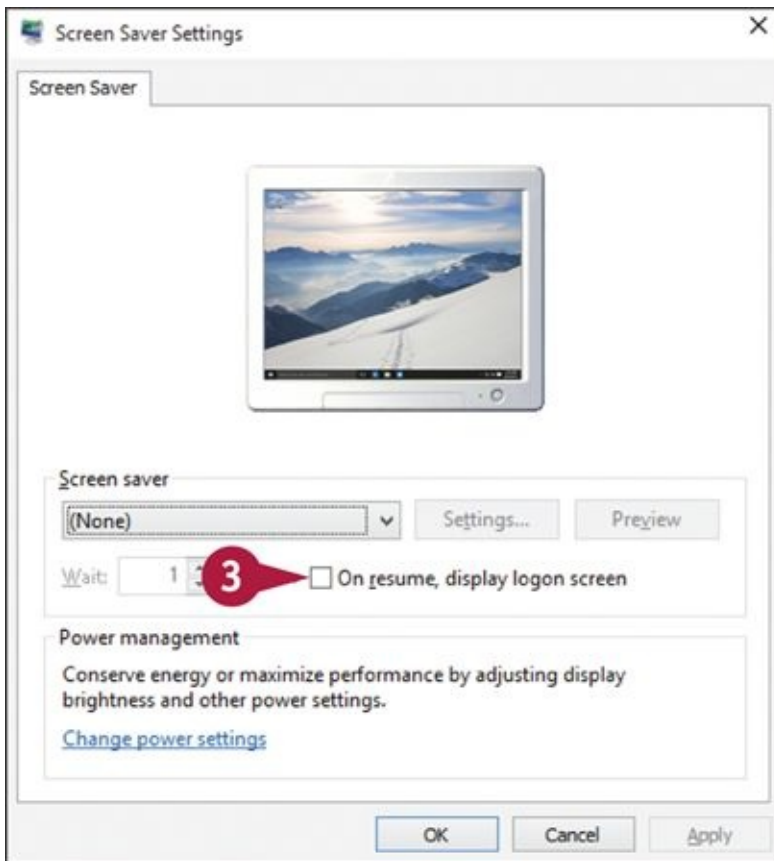 Screen Saver Settings
Screen Saver
Screen saver
(None)
Settings...
Preview
Wait:
1
3
On resume, display logon screen
Power management
Conserve energy or maximize performance by adjusting display
brightness and other power settings.
Change power settings
OK
Cancel
Apply